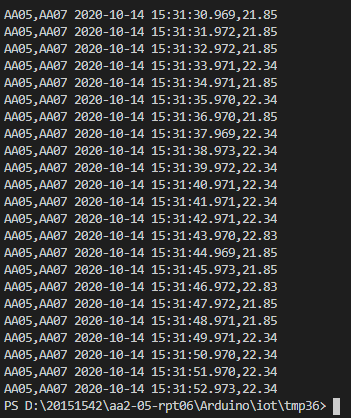 AA05,AA07 2020-10-14 15:31:30.969,21.85
AA05,AA07 2020-10-14 15:31:31.972,21.85
AA05,AA07 2020-10-14 15:31:32.972,21.85
AA05,AA07 2020-10-14 15:31:33.971,22.34
AA05,AA07 2020-10-14 15:31:34.971,21.85
AA05,AA07 2020-10-14 15:31:35.970,22.34
AA05,AA07 2020-10-14 15:31:36.970,21.85
AA05,AA07 2020-10-14 15:31:37.969,22.34
AA05,AA07 2020-10-14 15:31:38.973,22.34
AA05,AA07 2020-10-14 15:31:39.972,22.34
AA05,AA07 2020-10-14 15:31:40.971,22.34
AA05,AA07 2020-10-14 15:31:41.971,22.34
AA05,AA07 2020-10-14 15:31:42.971,22.34
AA05,AA07 2020-10-14 15:31:43.970,22.83
AA05,AA07 2020-10-14 15:31:44.969,21.85
AA05,AA07 2020-10-14 15:31:45.973,21.85
AA05,AA07 2020-10-14 15:31:46.972,22.83
AA05,AA07 2020-10-14 15:31:47.972,21.85
AA05,AA07 2020-10-14 15:31:48.971,21.85
AA05,AA07 2020-10-14 15:31:49.971,22.34
AA05,AA07 2020-10-14 15:31:50.970,22.34
AA05,AA07 2020-10-14 15:31:51.970,22.34
AA05,AA07 2020-10-14 15:31:52.973,22.34
PS D:\20151542\aa2-05-rpt06\Arduino\iot\tmp36>